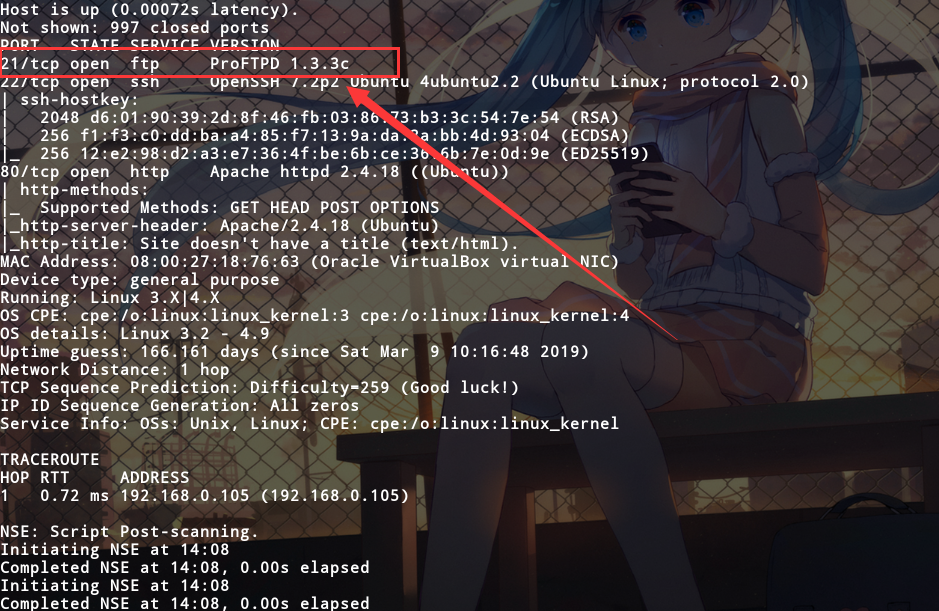 Host is up (0.00072s latency).
Not shown: 997 closed ports
PORT   STATE SERVICE VERSION
21/tcp open  ftp     ProFTPD 1.3.3c
22/tcp open  ssh     OpenSSH 7.2p2 Ubuntu 4ubuntu2.2 (Ubuntu Linux; protocol 2.0)
| ssh-hostkey:
|   2048 d6:01:90:39:2d:8f:46:fb:03:86:73:b3:3c:54:7e:54 (RSA)
|   256 f1:f3:c0:dd:ba:a4:85:f7:13:9a:da:3a:bb:4d:93:04 (ECDSA)
|_  256 12:e2:98:d2:a3:e7:36:4f:be:6b:ce:36:6b:7e:0d:9e (ED25519)
80/tcp open  http    Apache httpd 2.4.18 ((Ubuntu))
| http-methods:
|_  Supported Methods: GET HEAD POST OPTIONS
|_http-server-header: Apache/2.4.18 (Ubuntu)
|_http-title: Site doesn't have a title (text/html).
MAC Address: 08:00:27:18:76:63 (Oracle VirtualBox virtual NIC)
Device type: general purpose
Running: Linux 3.X|4.X
OS CPE: cpe:/o:linux:linux_kernel:3 cpe:/o:linux:linux_kernel:4
OS details: Linux 3.2 - 4.9
Uptime guess: 166.161 days (since Sat Mar  9 10:16:48 2019)
Network Distance: 1 hop
TCP Sequence Prediction: Difficulty=259 (Good luck!)
IP ID Sequence Generation: All zeros
Service Info: OSs: Unix, Linux; CPE: cpe:/o:linux:linux_kernel
TRACEROUTE
HOP RTT     ADDRESS
1   0.72 ms 192.168.0.105 (192.168.0.105)
NSE: Script Post-scanning.
Initiating NSE at 14:08
Completed NSE at 14:08, 0.00s elapsed
Initiating NSE at 14:08
Completed NSE at 14:08, 0.00s elapsed